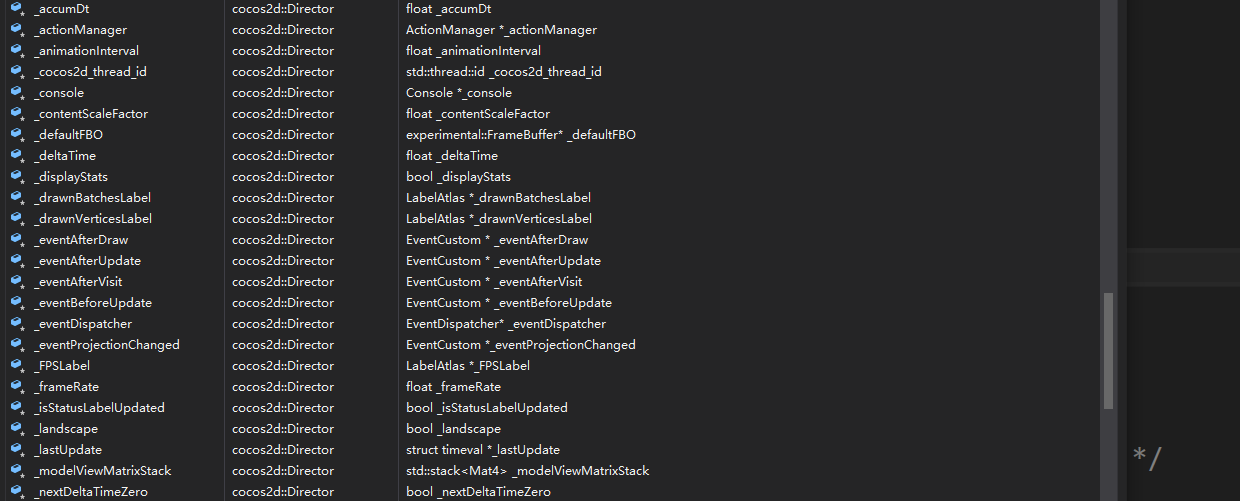 _accumDt cocos2d::Director float _accumDt
_actionManager cocos2d::Director ActionManager *_actionManager
_animationInterval cocos2d::Director float _animationInterval
_cocos2d_thread_id cocos2d::Director std::thread::id _cocos2d_thread_id
_console cocos2d::Director Console *_console
_contentScaleFactor cocos2d::Director float _contentScaleFactor
_defaultFBO cocos2d::Director experimental::FrameBuffer* _defaultFBO
_deltaTime cocos2d::Director float _deltaTime
_displayStats cocos2d::Director bool _displayStats
_drawnBatchesLabel cocos2d::Director LabelAtlas *_drawnBatchesLabel
_drawnVerticesLabel cocos2d::Director LabelAtlas *_drawnVerticesLabel
_eventAfterDraw cocos2d::Director EventCustom * _eventAfterDraw
_eventAfterUpdate cocos2d::Director EventCustom * _eventAfterUpdate
_eventAfterVisit cocos2d::Director EventCustom * _eventAfterVisit
_eventBeforeUpdate cocos2d::Director EventCustom * _eventBeforeUpdate
_eventDispatcher cocos2d::Director EventDispatcher* _eventDispatcher
_eventProjectionChanged cocos2d::Director EventCustom *_eventProjectionChanged
_FPSLabel cocos2d::Director LabelAtlas *_FPSLabel
_frameRate cocos2d::Director float _frameRate
_isStatusLabelUpdated cocos2d::Director bool _isStatusLabelUpdated
_landscape cocos2d::Director bool _landscape
_lastUpdate cocos2d::Director struct timeval *_lastUpdate
*/
_modelViewMatrixStack cocos2d::Director std::stack<Mat4> _modelViewMatrixStack
_nextDeltaTimeZero cocos2d::Director bool _nextDeltaTimeZero